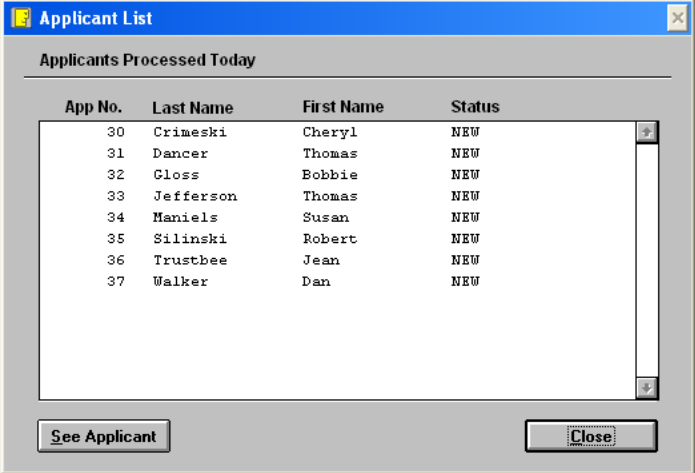 Applicant List
Applicants Processed Today
App No. Last Name First Name Status
30 Crimeski Cheryl NEW
31 Dancer Thomas NEW
32 Gloss Bobbie NEW
33 Jefferson Thomas NEW
34 Maniels Susan NEW
35 Silinski Robert NEW
36 Trustbee Jean NEW
37 Walker Dan NEW
See Applicant Close